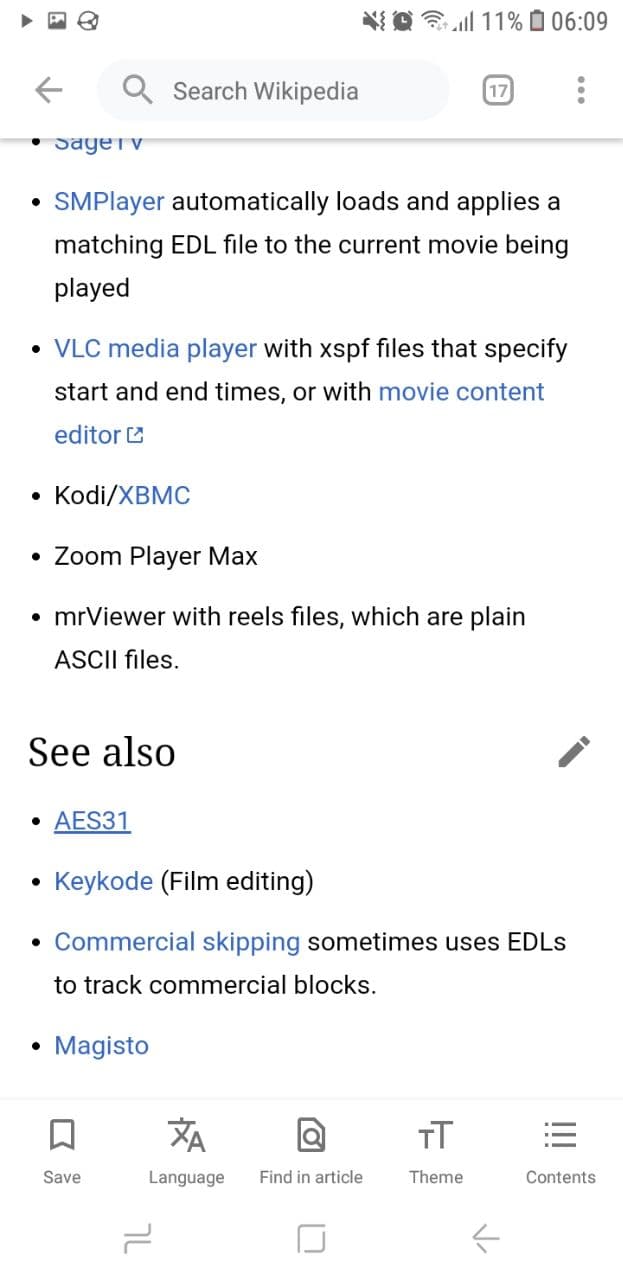 11% 06:09
Search Wikipedia
17
SageTV
SMPlayer automatically loads and applies a
matching EDL file to the current movie being
played
VLC media player with xspf files that specify
start and end times, or with movie content
editor
Kodi/XBMC
Zoom Player Max
mrViewer with reels files, which are plain
ASCII files.
See also
AES31
Keykode (Film editing)
Commercial skipping sometimes uses EDLs
to track commercial blocks.
Magisto
Save Language Find in article Theme Contents